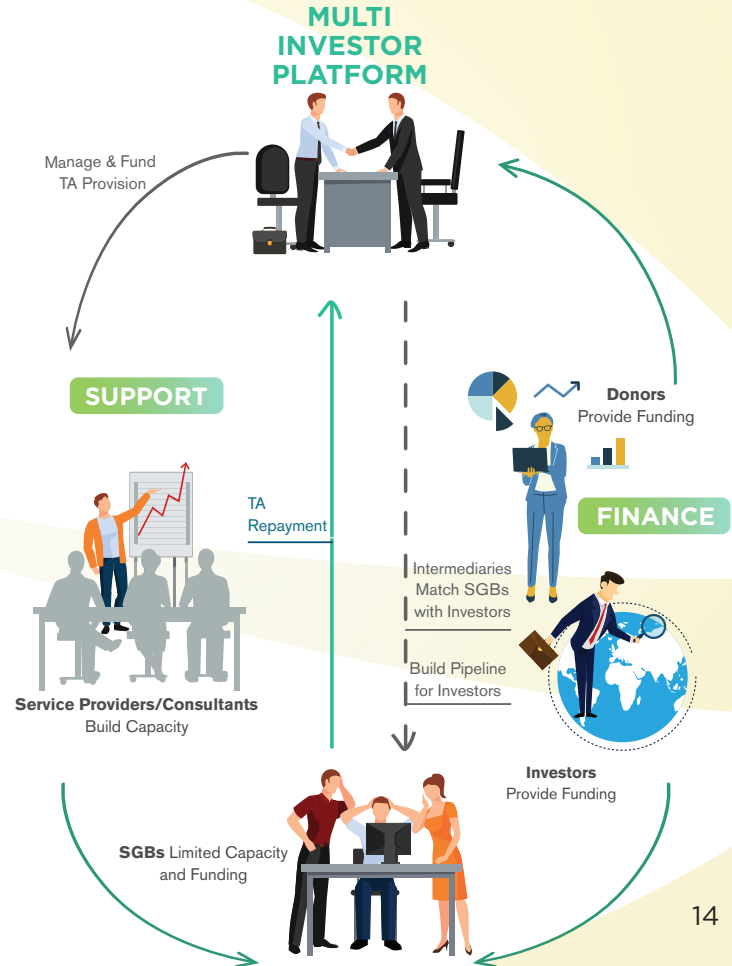 MULTI
INVESTOR
PLATFORM
Manage & Fund
TA Provision
SUPPORT
Donors
Provide Funding
FINANCE
TA
Repayment
Intermediaries
Match SGBs
with Investors
Build Pipeline
for Investors
Service Providers/Consultants
Build Capacity
Investors
Provide Funding
SGBs Limited Capacity
and Funding
14